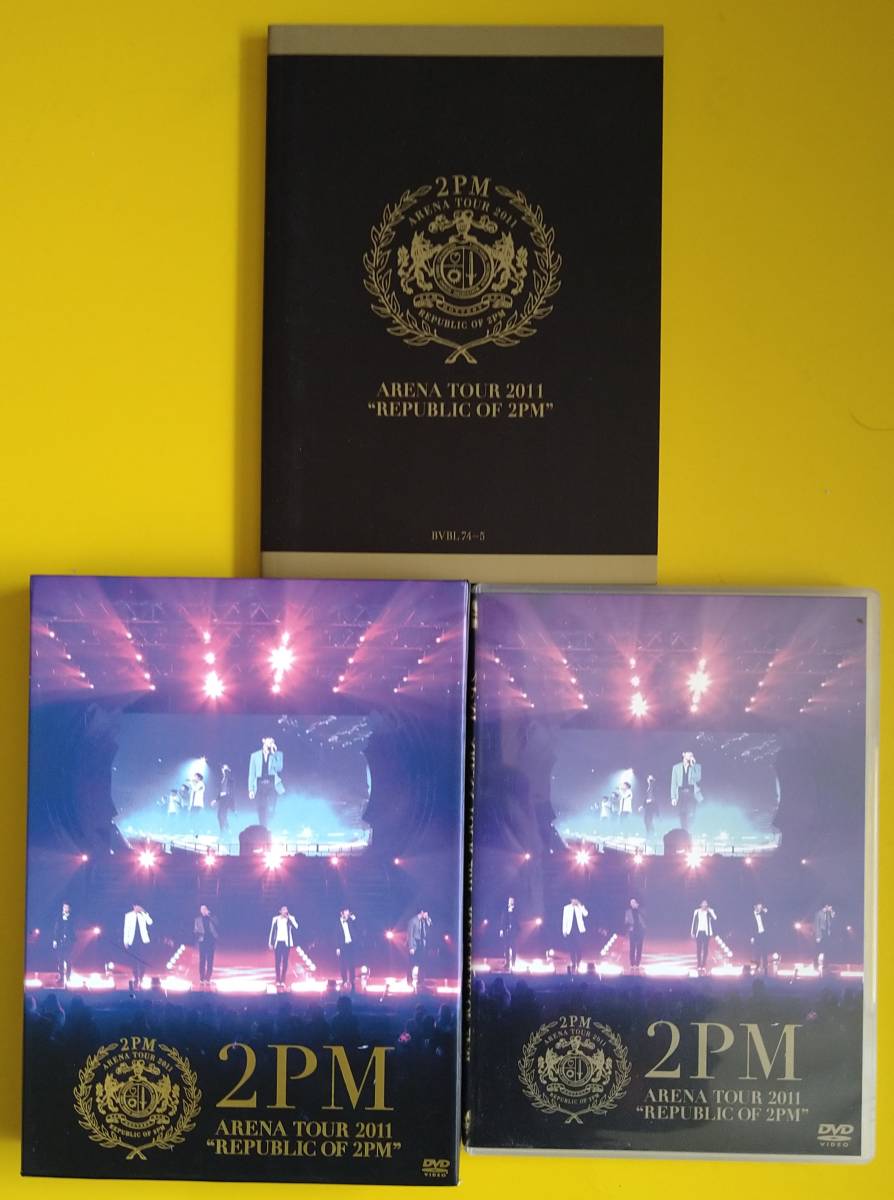 2PM
ARENA TOUR 2011
REPUBLIC OF 2PM
ARENA TOUR 2011
“REPUBLIC OF 2PM”
BVBL 74~5
2PM
ARENA TOUR 2011
REPUBLIC OF 2PM
2PM
ARENA TOUR 2011
“REPUBLIC OF 2PM”
DVD
VIDEO
2PM
ARENA TOUR 2011
REPUBLIC OF 2PM
2PM
ARENA TOUR 2011
“REPUBLIC OF 2PM”
DVD
VIDEO